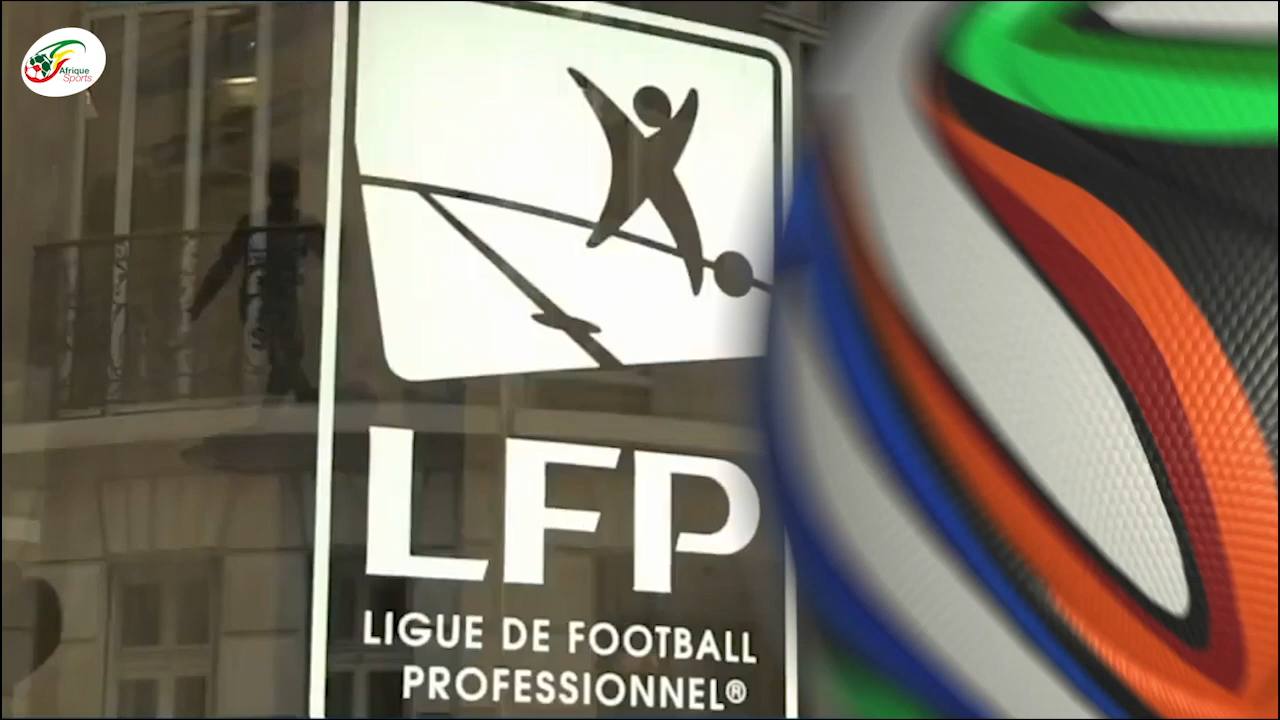 Afrique
Sports
LFP
LIGUE DE FOOTBALL
PROFESSIONNEL®